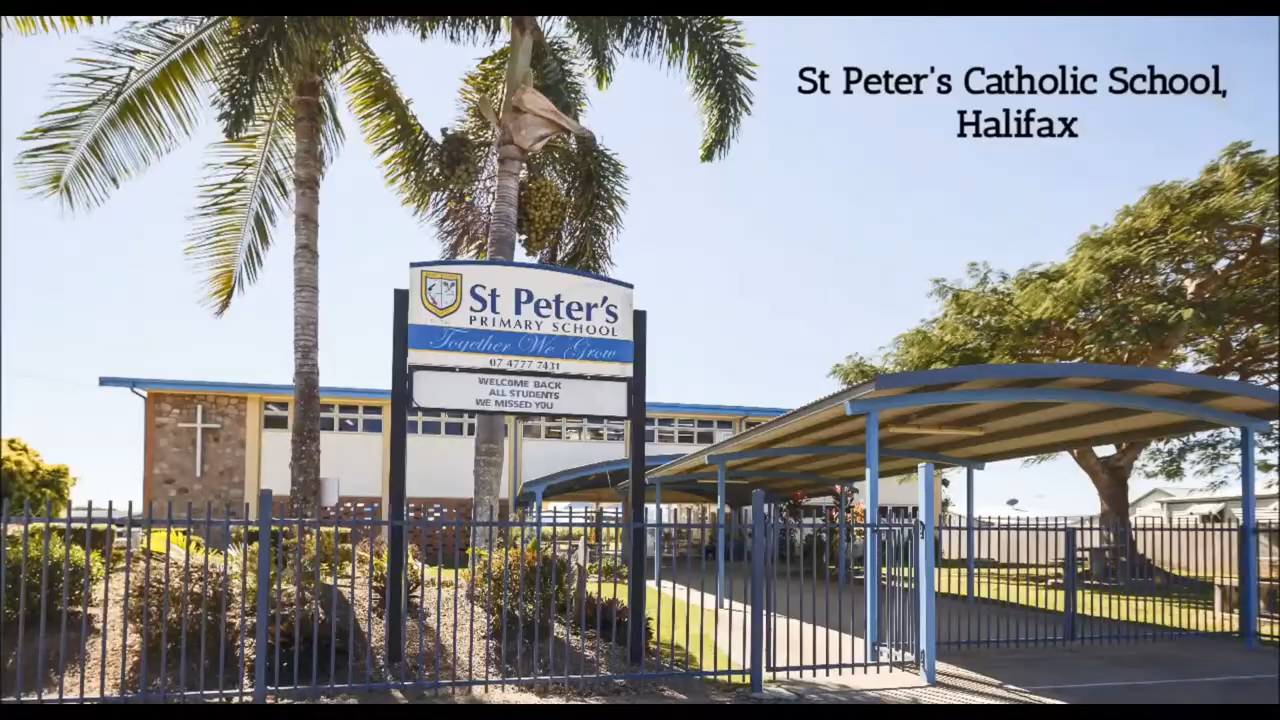 St Peter's Catholic School,
Halifax
St Peter's
PRIMARY SCHOOL
Together We Grow
07 4777 7431
WELCOME BACK
ALL STUDENTS
WE MISSED YOU